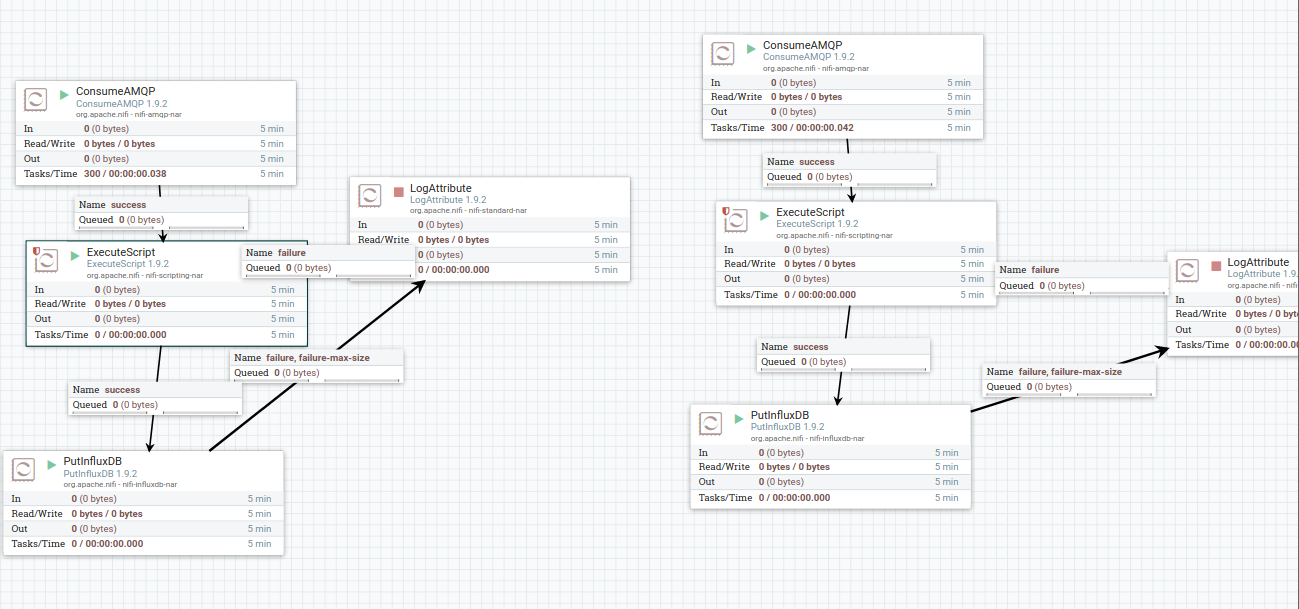 ConsumeAMQP
ConsumeAMQP 1.9.2
org.apache.nifi - nifi-amqp-nar
In 0 (0 bytes) 5 min
Read/Write 0 bytes / 0 bytes 5 min
Out 0 (0 bytes) 5 min
Tasks/Time 300 / 00:00:00.038 5 min
Name success
Queued 0 (0 bytes)
ExecuteScript
ExecuteScript 1.9.2
org.apache.nifi - nifi-scripting-nar
In 0 (0 bytes) 5 min
Read/Write 0 bytes / 0 bytes 5 min
Out 0 (0 bytes) 5 min
Tasks/Time 0 / 00:00:00.000 5 min
Name failure
Queued 0 (0 bytes)
LogAttribute
LogAttribute 1.9.2
org.apache.nifi - nifi-standard-nar
In 0 (0 bytes) 5 min
Read/Write 0 bytes / 0 bytes 5 min
0 (0 bytes) 5 min
0 / 00:00:00.000 5 min
Name failure, failure-max-size
Queued 0 (0 bytes)
Name success
Queued 0 (0 bytes)
PutInfluxDB
PutInfluxDB 1.9.2
org.apache.nifi - nifi-influxdb-nar
In 0 (0 bytes) 5 min
Read/Write 0 bytes / 0 bytes 5 min
Out 0 (0 bytes) 5 min
Tasks/Time 0 / 00:00:00.000 5 min
ConsumeAMQP
ConsumeAMQP 1.9.2
org.apache.nifi - nifi-amqp-nar
In 0 (0 bytes) 5 min
Read/Write 0 bytes / 0 bytes 5 min
Out 0 (0 bytes) 5 min
Tasks/Time 300 / 00:00:00.042 5 min
Name success
Queued 0 (0 bytes)
ExecuteScript
ExecuteScript 1.9.2
org.apache.nifi - nifi-scripting-nar
In 0 (0 bytes) 5 min
Read/Write 0 bytes / 0 bytes 5 min
Out 0 (0 bytes) 5 min
Tasks/Time 0 / 00:00:00.000 5 min
Name failure
Queued 0 (0 bytes)
LogAttribute
LogAttribute 1.9.
org.apache.nifi - nifi
In 0 (0 bytes)
Read/Write 0 bytes / 0 byt
Out 0 (0 bytes)
Tasks/Time 0 / 00:00:00.0
Name success
Queued 0 (0 bytes)
Name failure, failure-max-size
Queued 0 (0 bytes)
PutInfluxDB
PutInfluxDB 1.9.2
org.apache.nifi - nifi-influxdb-nar
In 0 (0 bytes) 5 min
Read/Write 0 bytes / 0 bytes 5 min
Out 0 (0 bytes) 5 min
Tasks/Time 0 / 00:00:00.000 5 min